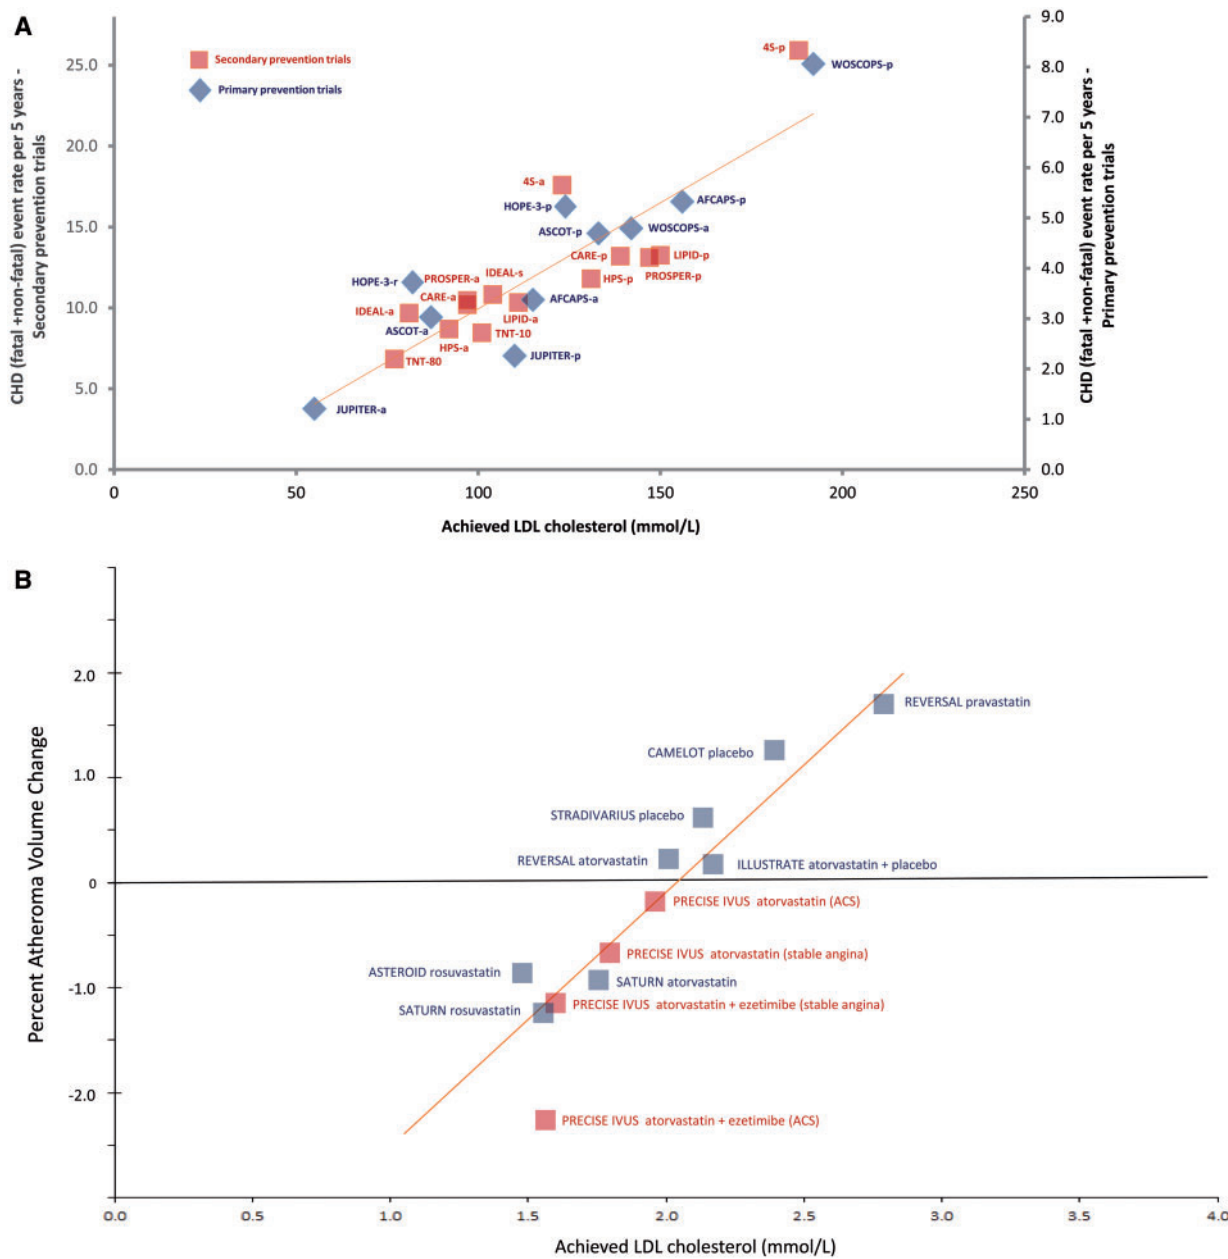 A
CHD (fatal +non-fatal) event rate per 5 years -
Secondary prevention trials
CHD (fatal +non-fatal) event rate per 5 years -
Primary prevention trials
Secondary prevention trials
Primary prevention trials
25.0
20.0
15.0
10.0
5.0
0.0
9.0
8.0
7.0
6.0
5.0
4.0
3.0
2.0
1.0
0.0
4S-p
WOSCOPS-p
4S-a
HOPE-3-p
AFCAPS-p
ASCOT-p
WOSCOPS-a
CARE-p
LIPID-p
HOPE-3-r
PROSPER-a
IDEAL-s
HPS-p
PROSPER-p
CARE-a
AFCAPS-a
IDEAL-a
LIPID-a
ASCOT-a
TNT-10
HPS-a
JUPITER-p
TNT-80
JUPITER-a
0
50
100
150
200
250
Achieved LDL cholesterol (mmol/L)
B
Percent Atheroma Volume Change
2.0
1.0
0
-1.0
-2.0
REVERSAL pravastatin
CAMELOT placebo
STRADIVARIUS placebo
REVERSAL atorvastatin
ILLUSTRATE atorvastatin + placebo
PRECISE IVUS atorvastatin (ACS)
PRECISE IVUS atorvastatin (stable angina)
ASTEROID rosuvastatin
SATURN atorvastatin
PRECISE IVUS atorvastatin + ezetimibe (stable angina)
SATURN rosuvastatin
PRECISE IVUS atorvastatin + ezetimibe (ACS)
0.0
0.5
1.0
1.5
2.0
2.5
3.0
3.5
4.0
Achieved LDL cholesterol (mmol/L)